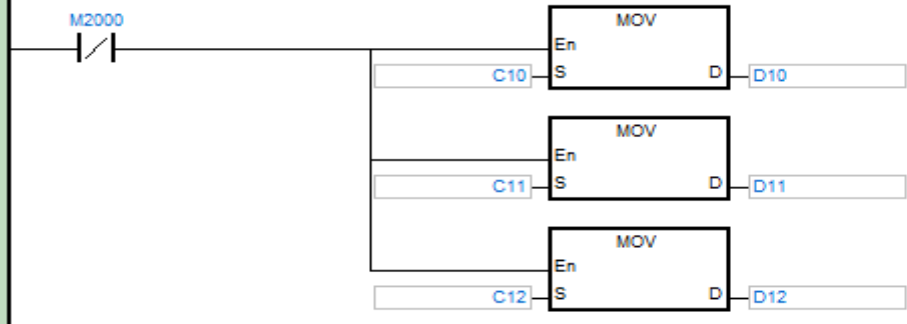 M2000
MOV
En
C10 S D D10
MOV
En
C11 S D D11
MOV
En
C12 S D D12